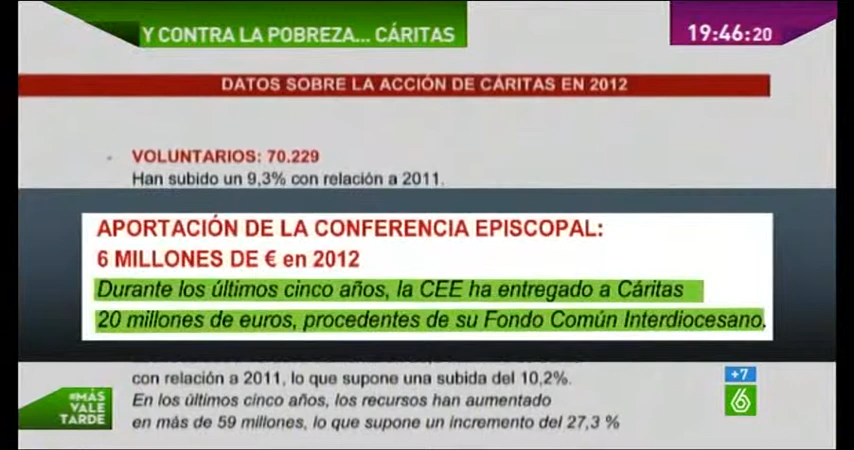 Y CONTRA LA POBREZA... CÁRITAS
19:46:20
DATOS SOBRE LA ACCIÓN DE CÁRITAS EN 2012
- VOLUNTARIOS: 70.229
Han subido un 9,3% con relación a 2011.
APORTACIÓN DE LA CONFERENCIA EPISCOPAL:
6 MILLONES DE € en 2012
Durante los últimos cinco años, la CEE ha entregado a Cáritas
20 millones de euros, procedentes de su Fondo Común Interdiocesano.
con relación a 2011, lo que supone una subida del 10,2%.
En los últimos cinco años, los recursos han aumentado
en más de 59 millones, lo que supone un incremento del 27,3 %
#MÁS
VALE
TARDE
+7
6